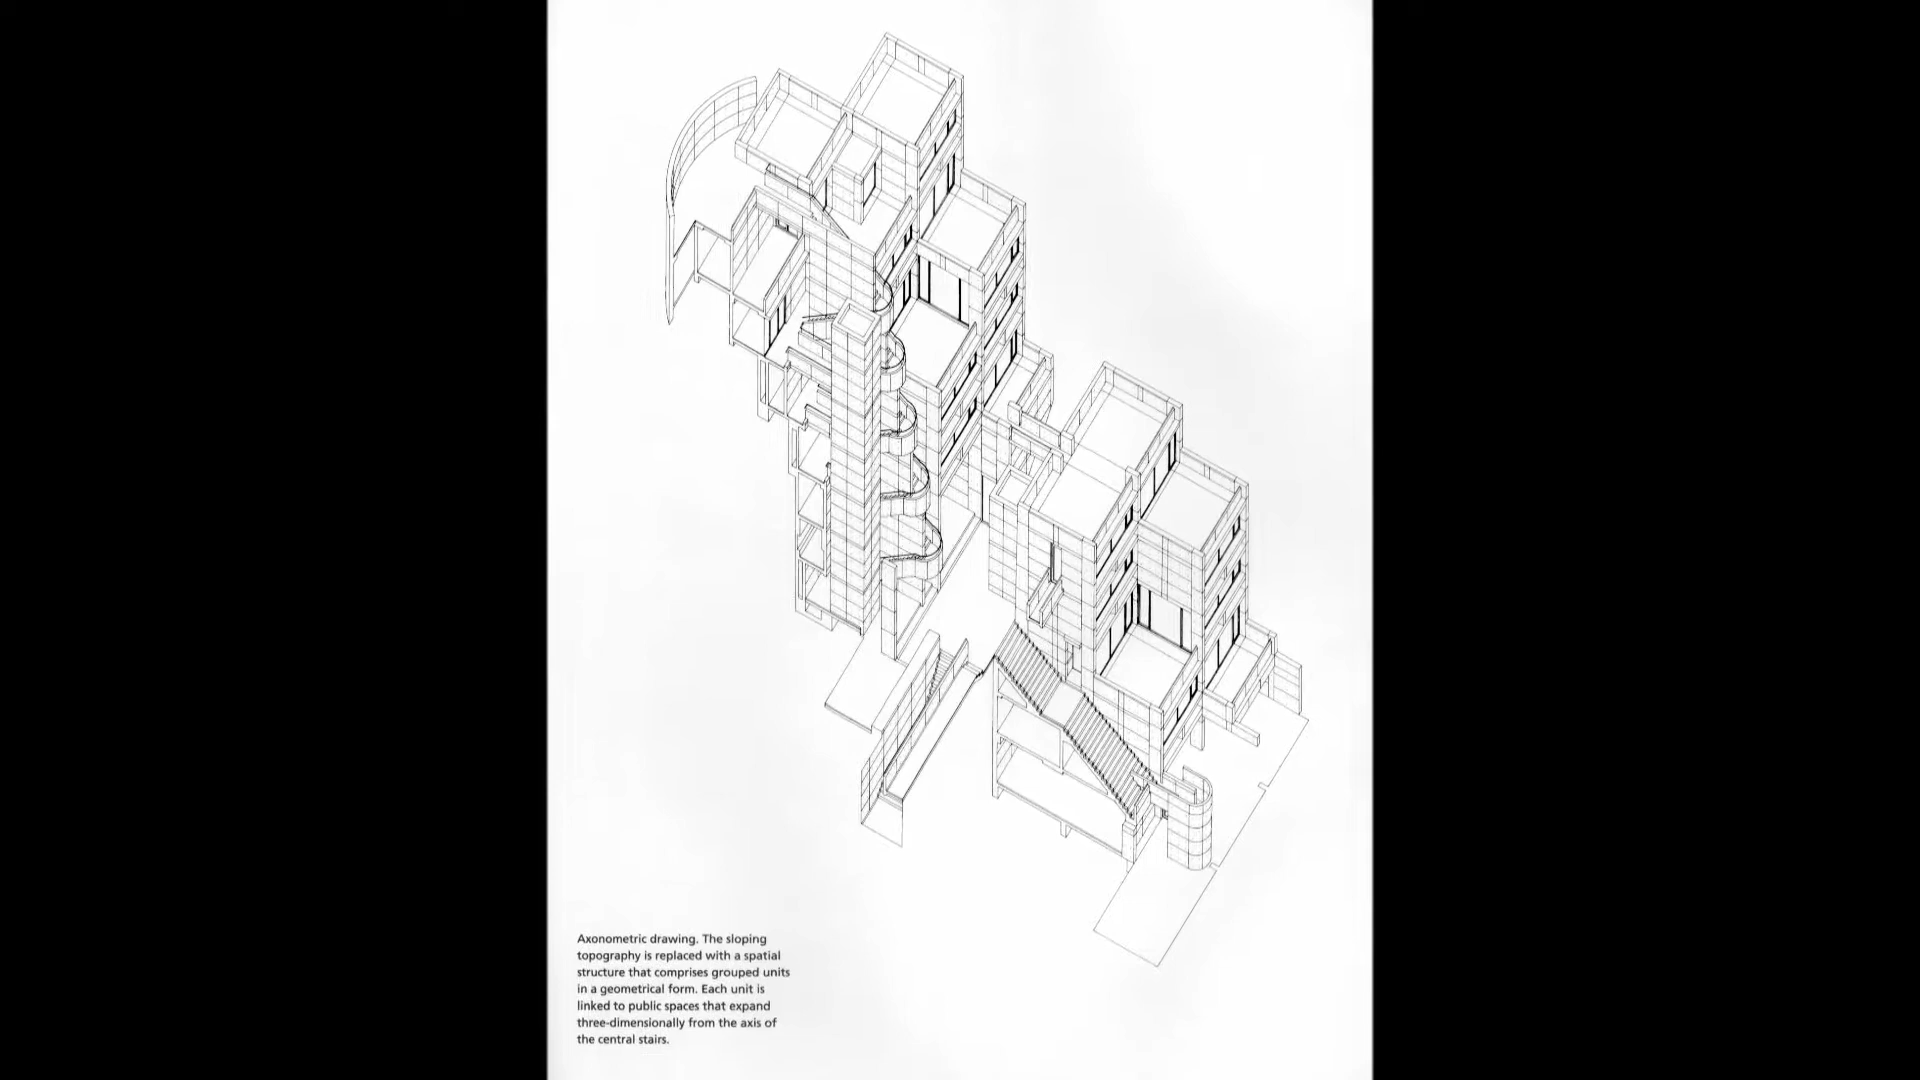 Axonometric drawing. The sloping
topography is replaced with a spatial
structure that comprises grouped units
in a geometrical form. Each unit is
linked to public spaces that expand
three-dimensionally from the axis of
the central stairs.